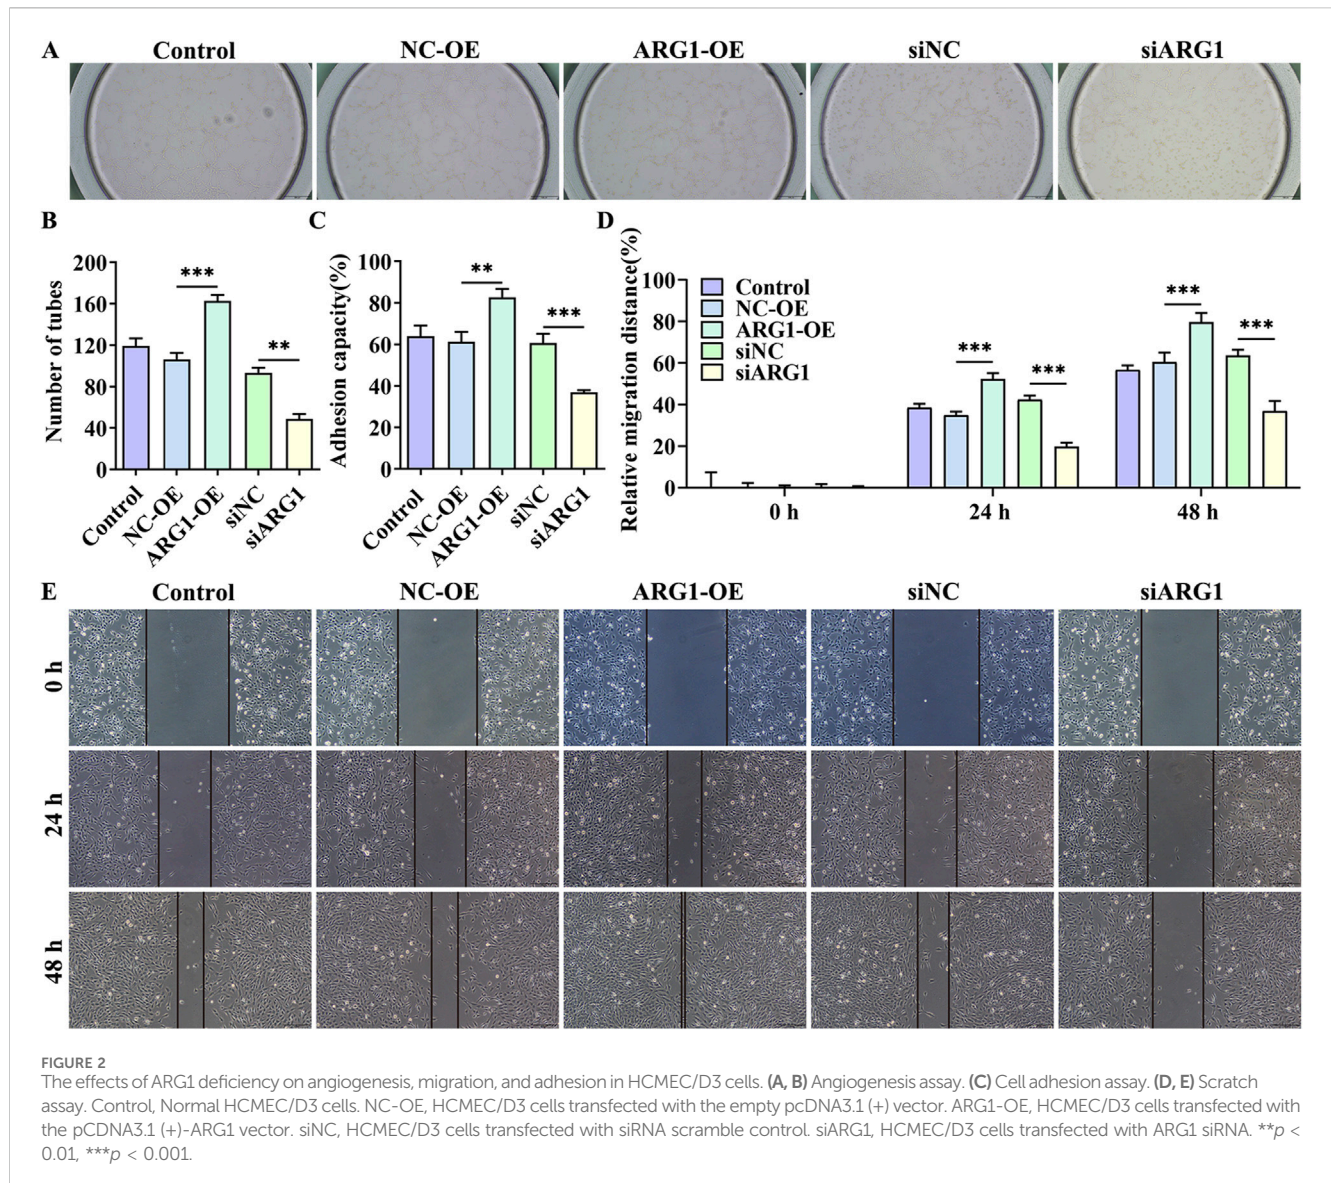 A
Control
NC-OE
ARG1-OE
siNC
siARG1
B
Number of tubes
200
160
120
80
40
0
***
**
Control
NC-OE
ARG1-OE
siNC
siARG1
C
Adhesion capacity(%)
100
80
60
40
20
0
**
***
Control
NC-OE
ARG1-OE
siNC
siARG1
D
Relative migration distance(%)
100
80
60
40
20
0
Control
NC-OE
ARG1-OE
siNC
siARG1
***
***
***
***
0 h
24 h
48 h
E
Control
NC-OE
ARG1-OE
siNC
siARG1
0 h
24 h
48 h
FIGURE 2
The effects of ARG1 deficiency on angiogenesis, migration, and adhesion in HCMEC/D3 cells. (A, B) Angiogenesis assay. (C) Cell adhesion assay. (D, E) Scratch
assay. Control, Normal HCMEC/D3 cells. NC-OE, HCMEC/D3 cells transfected with the empty pcDNA3.1 (+) vector. ARG1-OE, HCMEC/D3 cells transfected with
the pCDNA3.1 (+)-ARG1 vector. siNC, HCMEC/D3 cells transfected with siRNA scramble control. siARG1, HCMEC/D3 cells transfected with ARG1 siRNA. **p <
0.01, ***p < 0.001.